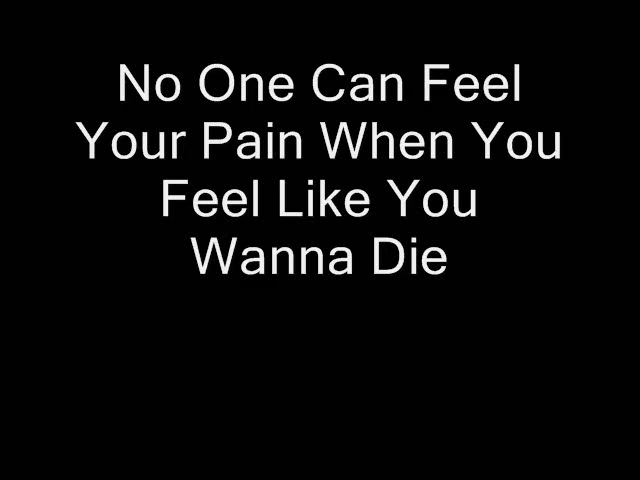 No One Can Feel
Your Pain When You
Feel Like You
Wanna Die